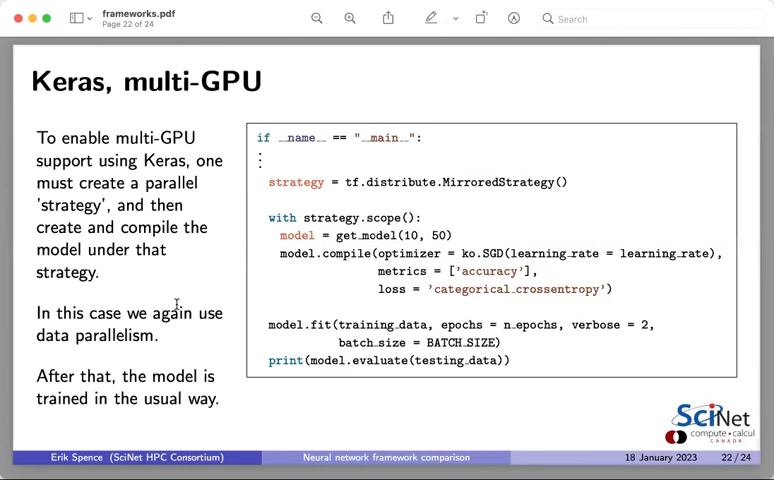 frameworks.pdf
Page 22 of 24
Search
Keras, multi-GPU
To enable multi-GPU
support using Keras, one
must create a parallel
'strategy', and then
create and compile the
model under that
strategy.
In this case we again use
data parallelism.
After that, the model is
trained in the usual way.
if __name__ == "__main__":
⋮
strategy = tf.distribute.MirroredStrategy()
with strategy.scope():
model = get_model(10, 50)
model.compile(optimizer = ko.SGD(learning_rate = learning_rate),
metrics = ['accuracy'],
loss = 'categorical_crossentropy')
model.fit(training_data, epochs = n_epochs, verbose = 2,
batch_size = BATCH_SIZE)
print(model.evaluate(testing_data))
SciNet
compute • calcul
CANADA
Erik Spence (SciNet HPC Consortium)
Neural network framework comparison
18 January 2023
22 / 24